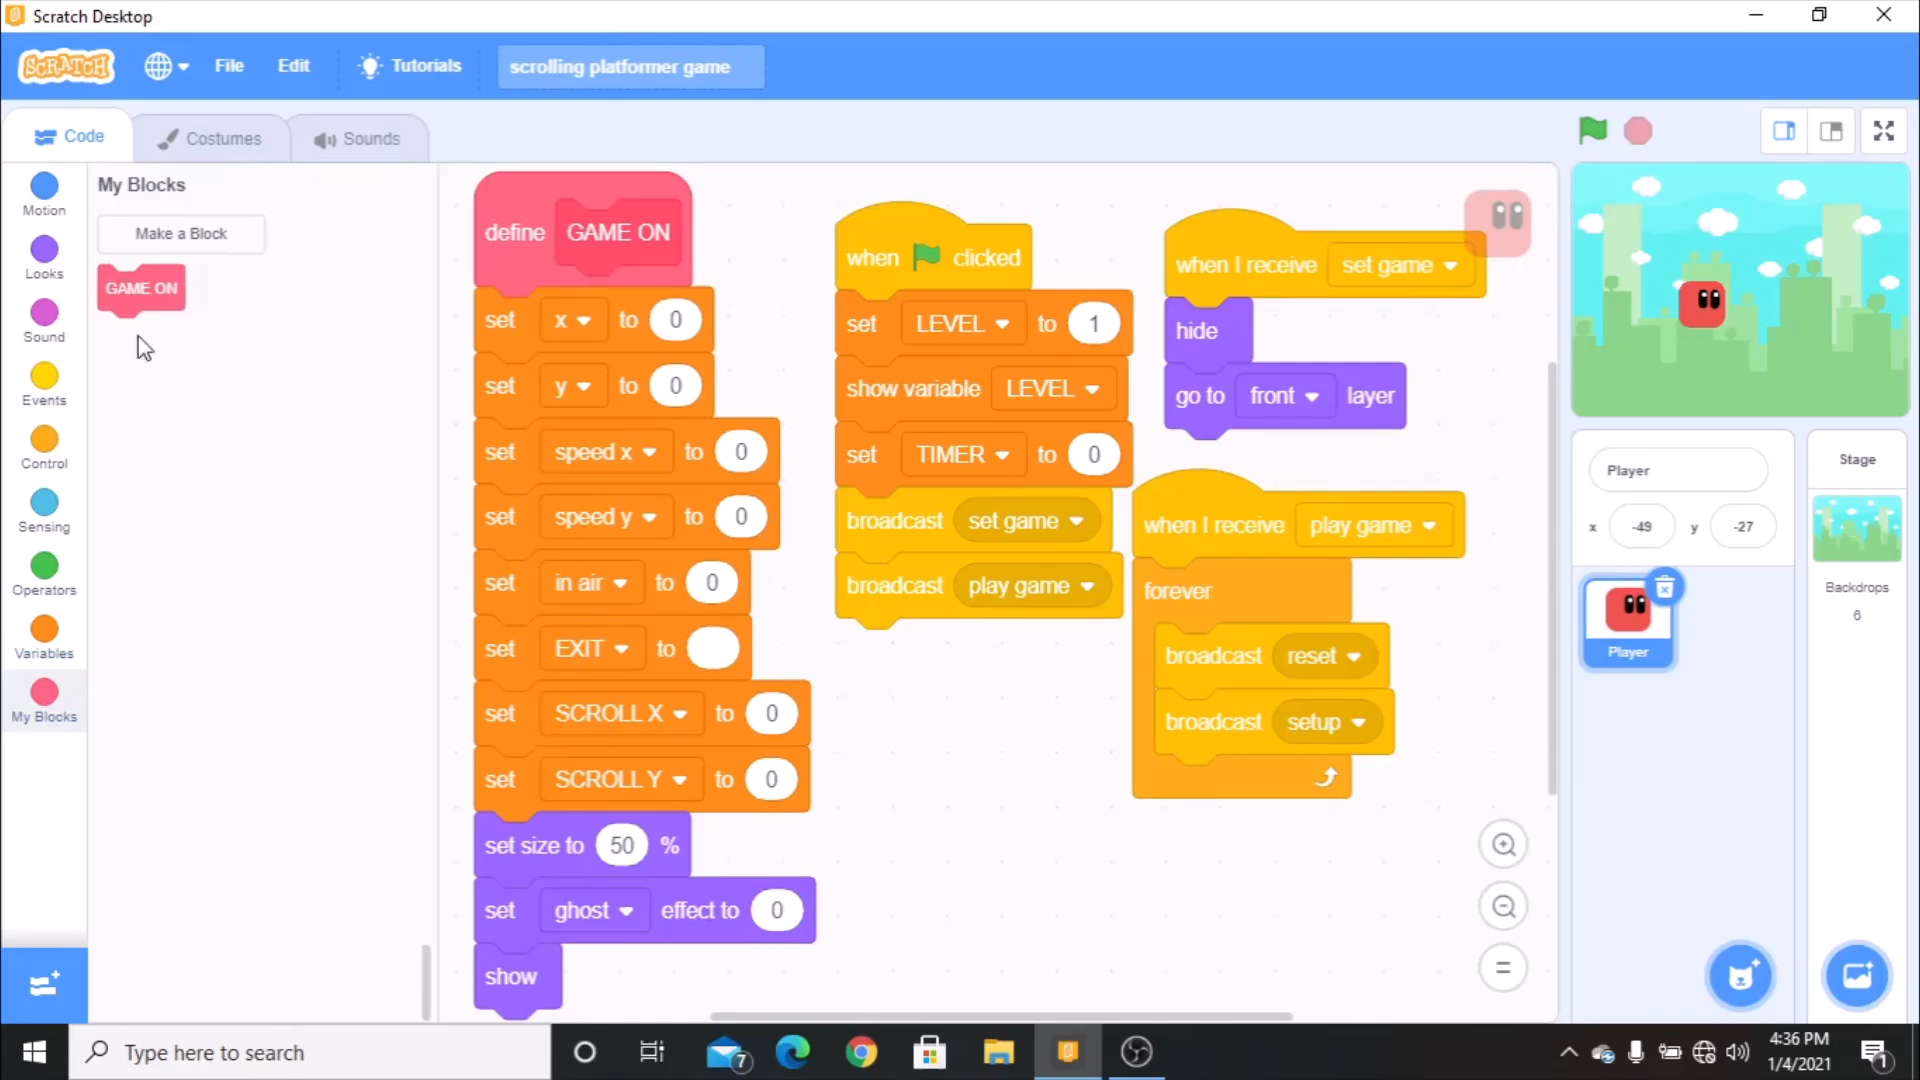 Scratch Desktop
SCRATCH
File
Edit
Tutorials
scrolling platformer game
Code
Costumes
Sounds
Motion
Looks
Sound
Events
Control
Sensing
Operators
Variables
My Blocks
My Blocks
Make a Block
GAME ON
define GAME ON
set x to 0
set y to 0
set speed x to 0
set speed y to 0
set in air to 0
set EXIT to
set SCROLL X to 0
set SCROLL Y to 0
set size to 50 %
set ghost effect to 0
show
when clicked
set LEVEL to 1
show variable LEVEL
set TIMER to 0
broadcast set game
broadcast play game
when I receive set game
hide
go to front layer
when I receive play game
forever
broadcast reset
broadcast setup
Player
x -49 y -27
Player
Stage
Backdrops
6
Type here to search
7
4:36 PM
1/4/2021
1